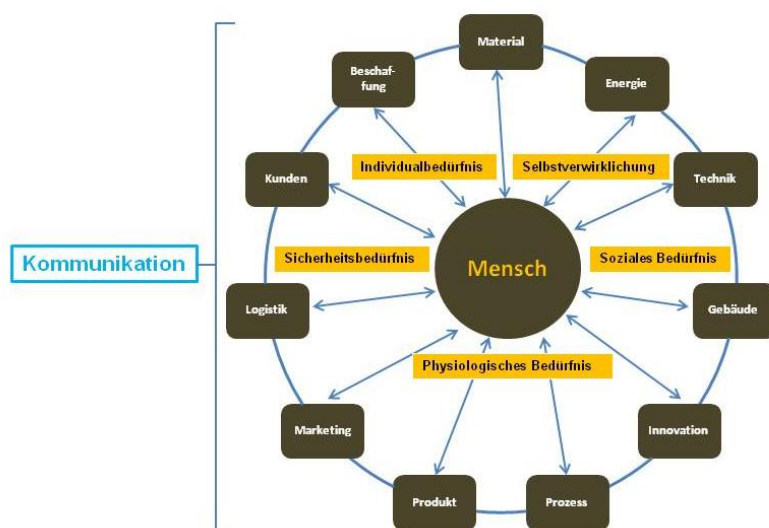 Material
Beschaf-
fung
Energie
Individualbedürfnis
Selbstverwirklichung
Kunden
Technik
Kommunikation
Sicherheitsbedürfnis
Mensch
Soziales Bedürfnis
Logistik
Gebäude
Physiologisches Bedürfnis
Marketing
Innovation
Produkt
Prozess